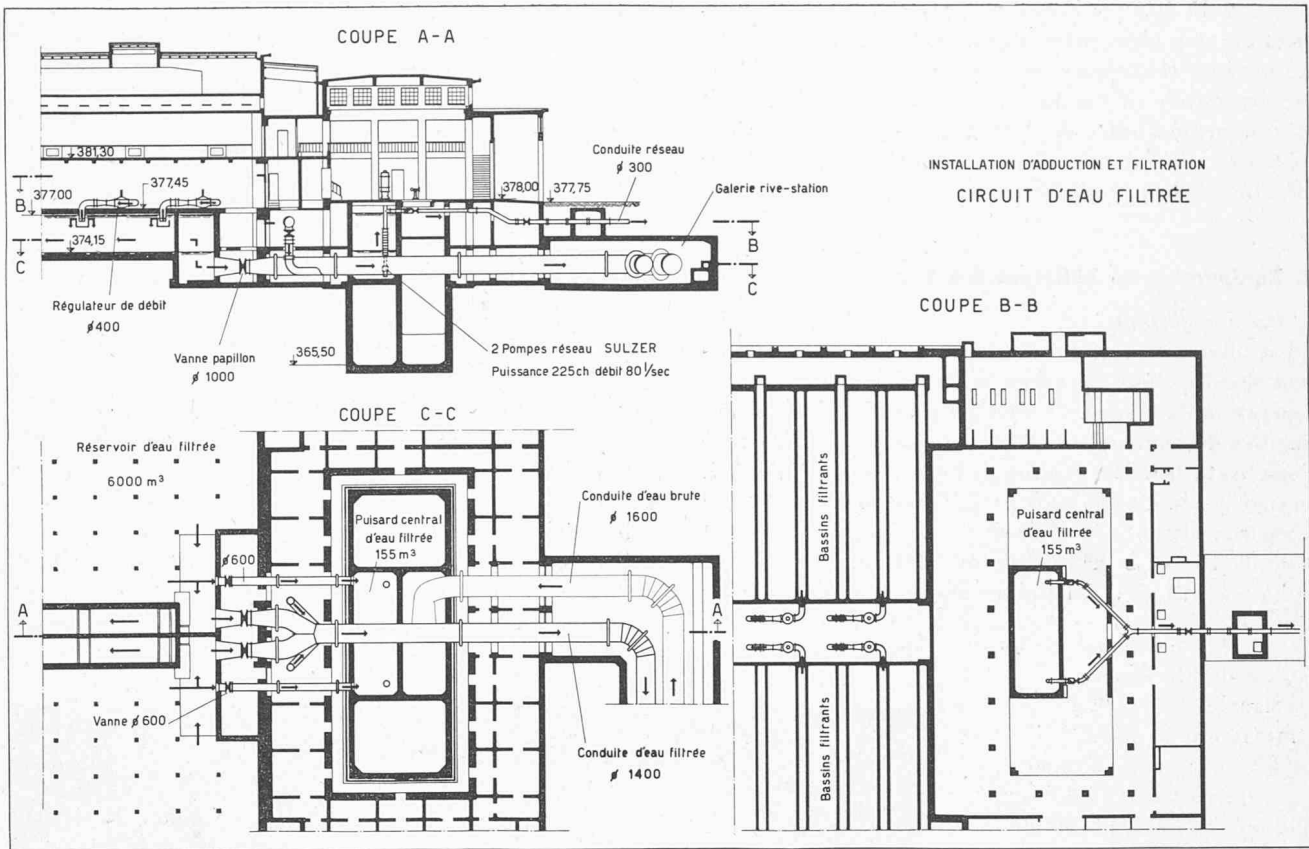 COUPE A-A
INSTALLATION D'ADDUCTION ET FILTRATION
CIRCUIT D'EAU FILTRÉE
381,30
377,00
377,45
B
374,15
C
Régulateur de débit
ø400
Vanne papillon
ø 1000
365,50
378,00
377,75
Conduite réseau
ø 300
Galerie rive-station
B
C
2 Pompes réseau SULZER
Puissance 225ch débit 80 l/sec
COUPE C-C
Réservoir d'eau filtrée
6000 m³
ø600
Puisard central
d'eau filtrée
155 m³
Conduite d'eau brute
ø 1600
A
A
Vanne ø600
Conduite d'eau filtrée
ø 1400
COUPE B-B
Bassins filtrants
Bassins filtrants
Puisard central
d'eau filtrée
155 m³